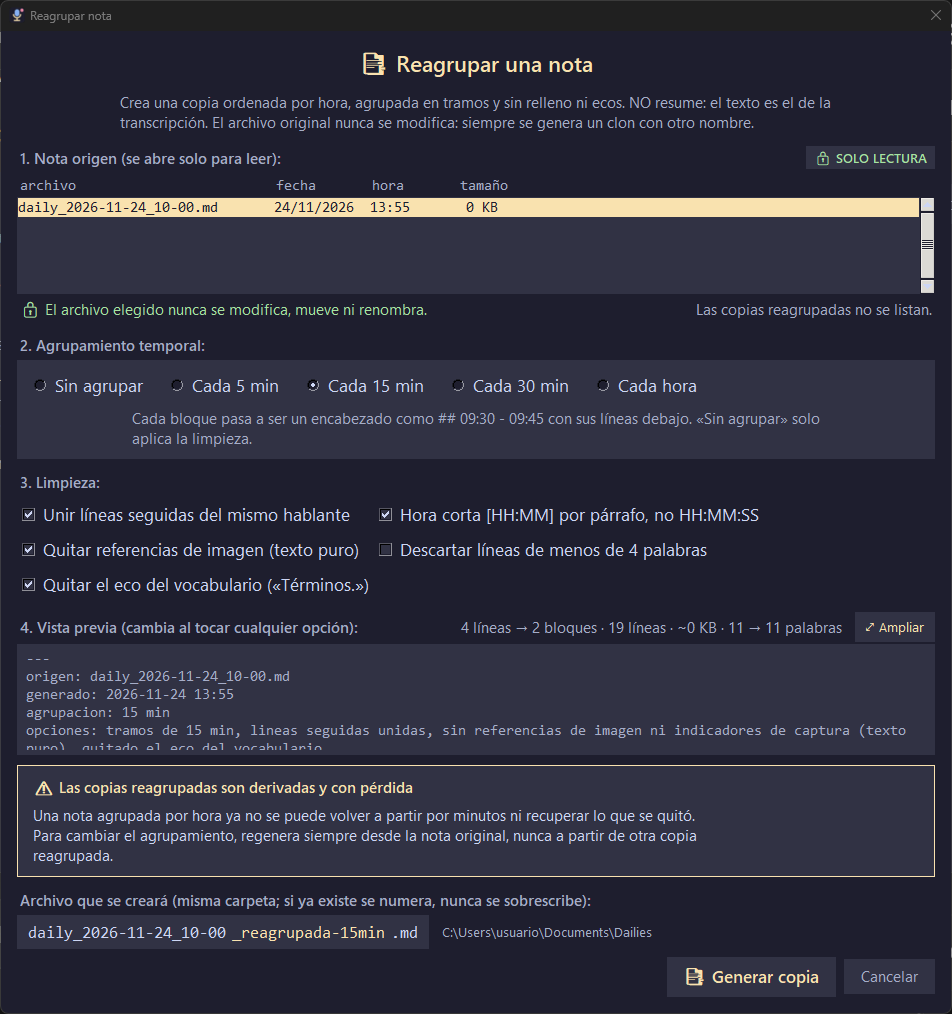 Reagrupar nota
Reagrupar una nota
Crea una copia ordenada por hora, agrupada en tramos y sin relleno ni ecos. NO resume: el texto es el de la
transcripción. El archivo original nunca se modifica: siempre se genera un clon con otro nombre.
1. Nota origen (se abre solo para leer):
SOLO LECTURA
archivo fecha hora tamaño
daily_2026-11-24_10-00.md 24/11/2026 13:55 0 KB
El archivo elegido nunca se modifica, mueve ni renombra.
Las copias reagrupadas no se listan.
2. Agrupamiento temporal:
Sin agrupar Cada 5 min Cada 15 min Cada 30 min Cada hora
Cada bloque pasa a ser un encabezado como ## 09:30 - 09:45 con sus líneas debajo. «Sin agrupar» solo
aplica la limpieza.
3. Limpieza:
Unir líneas seguidas del mismo hablante Hora corta [HH:MM] por párrafo, no HH:MM:SS
Quitar referencias de imagen (texto puro) Descartar líneas de menos de 4 palabras
Quitar el eco del vocabulario («Términos.»)
4. Vista previa (cambia al tocar cualquier opción): 4 líneas → 2 bloques · 19 líneas · ~0 KB · 11 → 11 palabras Ampliar
---
origen: daily_2026-11-24_10-00.md
generado: 2026-11-24 13:55
agrupacion: 15 min
opciones: tramos de 15 min, lineas seguidas unidas, sin referencias de imagen ni indicadores de captura (texto
puro), quitado el eco del vocabulario
Las copias reagrupadas son derivadas y con pérdida
Una nota agrupada por hora ya no se puede volver a partir por minutos ni recuperar lo que se quitó.
Para cambiar el agrupamiento, regenera siempre desde la nota original, nunca a partir de otra copia
reagrupada.
Archivo que se creará (misma carpeta; si ya existe se numera, nunca se sobrescribe):
daily_2026-11-24_10-00 _reagrupada-15min .md C:\Users\usuario\Documents\Dailies
Generar copia Cancelar